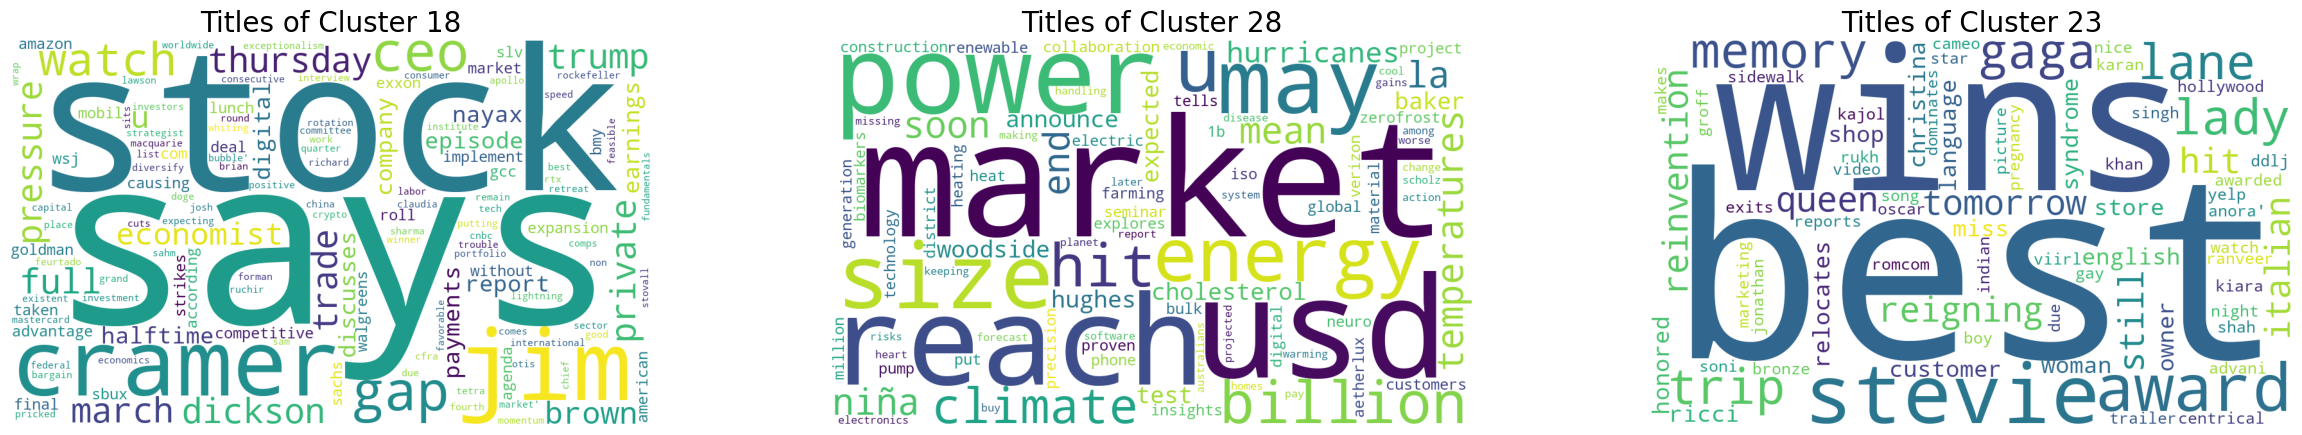 Titles of Cluster 18
amazon worldwide exceptionalism slv
watch thursday ceo trump
wrap lawson consecutive interview consumer market apollo rockefeller
stock
pressure mobil u lunch digital exxon nayax speed earnings
investors sits round company episode bmy feasible
strategist whiting rotation committee institute
wsj macquarie deal work implement
list com bubble' quarter gcc best
diversify brian richard rtx
causing positive retreat fundamentals
says
capital doge josh china labor claudia remain private
place cuts expecting crypto roll putting tech
economist trade sharma winner cnbc expansion
goldman sahm trouble comps
feurtado according discusses portfolio
full grand strikes forman walgreens payments without non
existent investment ruchir report
taken lightning
mastercard favorable
advantage halftime competitive comes sector stovall
economics cfra international good
cramer sam jim
federal due otis
bargain sbux sachs gap tetra agenda chief american
final march dickson fourth market' brown
pricked momentum
Titles of Cluster 28
construction renewable collaboration economic hurricanes project
power u may la cool
handling tells gains
biomarkers missing soon announce expected mean baker
making disease 1b zerofrost
generation end electric verizon among
worse
market
heating heat later iso material change
district farming system global scholz
technology seminar action
woodside explores temperatures
report planet
size keeping hit energy
hughes cholesterol
million bulk neuro
reach usd
risks forecast software projected digital warming
heart precision proven
pump put phone australians aetherlux
niña climate test homes customers
buy insights pay billion
electronics
Titles of Cluster 23
memory cameo gaga nice lane
makes sidewalk star karan
wins
groff christina dominates hollywood
kajol language picture syndrome singh lady
shop pregnancy
reinvention rukh khan hit ddlj
video
best
queen song tomorrow awarded
exits oscar store yelp
reports miss anora'
marketing jonathan relocates romcom indian viirl english watch
gay ranveer
reigning due still kiara italian
boy owner night
honored customer woman shah
soni bronze advani
trip stevie award
ricci trailer centrical